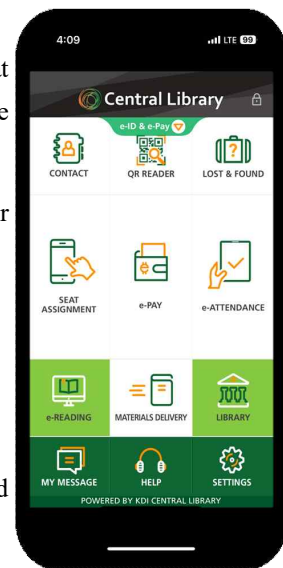 4:09 LTE 99
Central Library
e-ID & e-Pay
CONTACT QR READER LOST & FOUND
SEAT
ASSIGNMENT e-PAY e-ATTENDANCE
e-READING MATERIALS DELIVERY LIBRARY
MY MESSAGE HELP SETTINGS
POWERED BY KDI CENTRAL LIBRARY